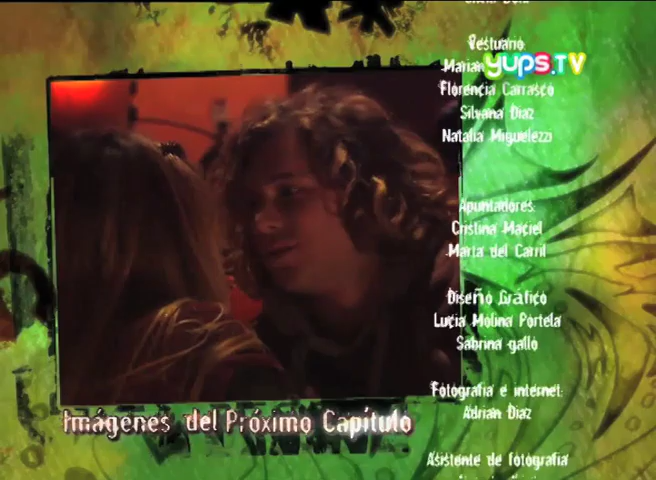 Vestuario
yups.TV
Florencia Carrasco
Silvana Diaz
Natalia Miguelezzi
Apuntadores:
Cristina Maciel
Marta del Carril
Diseño Gráfico
Lucia Molina Portela
Sabrina gallo
Fotografia e internet:
Adrian Diaz
Asistente de fotografia
Imágenes del Próximo Capítulo